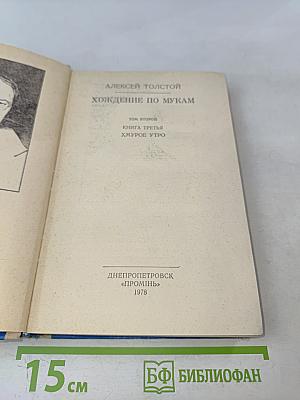 АЛЕКСЕЙ ТОЛСТОЙ
ХОЖДЕНИЕ ПО МУКАМ
ТОМ ВТОРОЙ
КНИГА ТРЕТЬЯ
ХМУРОЕ УТРО
ДНЕПРОПЕТРОВСК
«ПРОМІНЬ»
1978
15 см
БФ БИБЛИОФАН